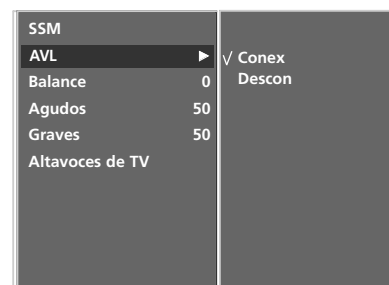 SSM
AVL ▶
Balance 0
Agudos 50
Graves 50
Altavoces de TV
√ Conex
Descon